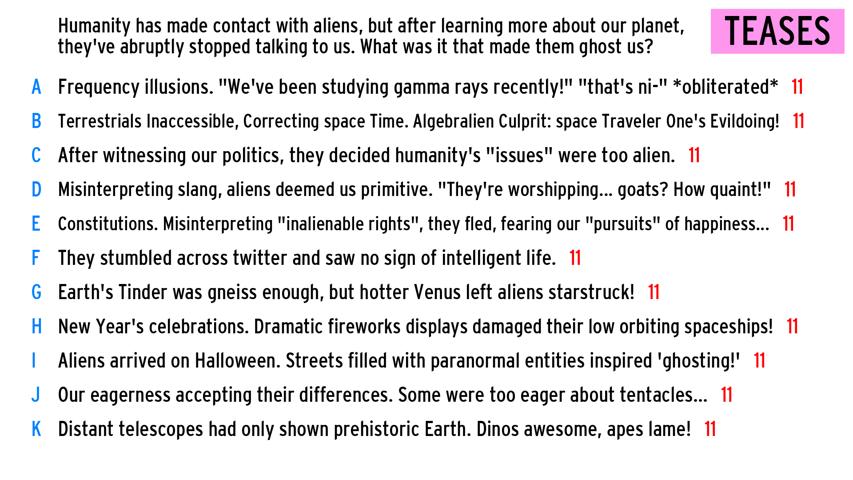 Humanity has made contact with aliens, but after learning more about our planet,
they've abruptly stopped talking to us. What was it that made them ghost us?
TEASES
A Frequency illusions. "We've been studying gamma rays recently!" "that's ni-" *obliterated* 11
B Terrestrials Inaccessible, Correcting space Time. Algebralien Culprit: space Traveler One's Evildoing! 11
C After witnessing our politics, they decided humanity's "issues" were too alien. 11
D Misinterpreting slang, aliens deemed us primitive. "They're worshipping... goats? How quaint!" 11
E Constitutions. Misinterpreting "inalienable rights", they fled, fearing our "pursuits" of happiness... 11
F They stumbled across twitter and saw no sign of intelligent life. 11
G Earth's Tinder was gneiss enough, but hotter Venus left aliens starstruck! 11
H New Year's celebrations. Dramatic fireworks displays damaged their low orbiting spaceships! 11
I Aliens arrived on Halloween. Streets filled with paranormal entities inspired 'ghosting!' 11
J Our eagerness accepting their differences. Some were too eager about tentacles... 11
K Distant telescopes had only shown prehistoric Earth. Dinos awesome, apes lame! 11